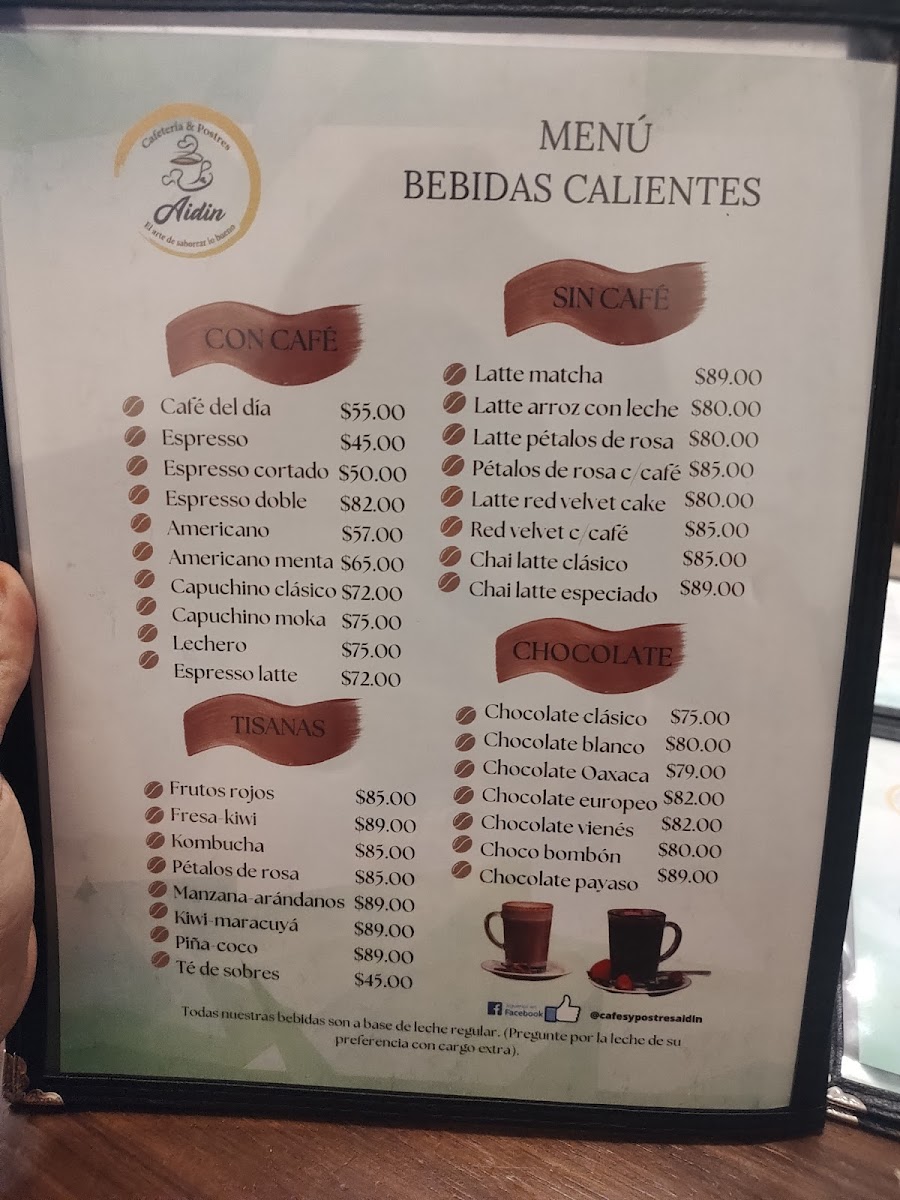 Cafetería & Postres
Aidin
El arte de saborear lo bueno
MENÚ
BEBIDAS CALIENTES
CON CAFÉ
Café del día $55.00
Espresso $45.00
Espresso cortado $50.00
Espresso doble $82.00
Americano $57.00
Americano menta $65.00
Capuchino clásico $72.00
Capuchino moka $75.00
Lechero $75.00
Espresso latte $72.00
TISANAS
Frutos rojos $85.00
Fresa-kiwi $89.00
Kombucha $85.00
Pétalos de rosa $85.00
Manzana-arándanos $89.00
Kiwi-maracuyá $89.00
Piña-coco $89.00
Té de sobres $45.00
SIN CAFÉ
Latte matcha $89.00
Latte arroz con leche $80.00
Latte pétalos de rosa $80.00
Pétalos de rosa c/café $85.00
Latte red velvet cake $80.00
Red velvet c/café $85.00
Chai latte clásico $85.00
Chai latte especiado $89.00
CHOCOLATE
Chocolate clásico $75.00
Chocolate blanco $80.00
Chocolate Oaxaca $79.00
Chocolate europeo $82.00
Chocolate vienés $82.00
Choco bombón $80.00
Chocolate payaso $89.00
Facebook
@cafesypostresaidin
Todas nuestras bebidas son a base de leche regular. (Pregunte por la leche de su
preferencia con cargo extra).